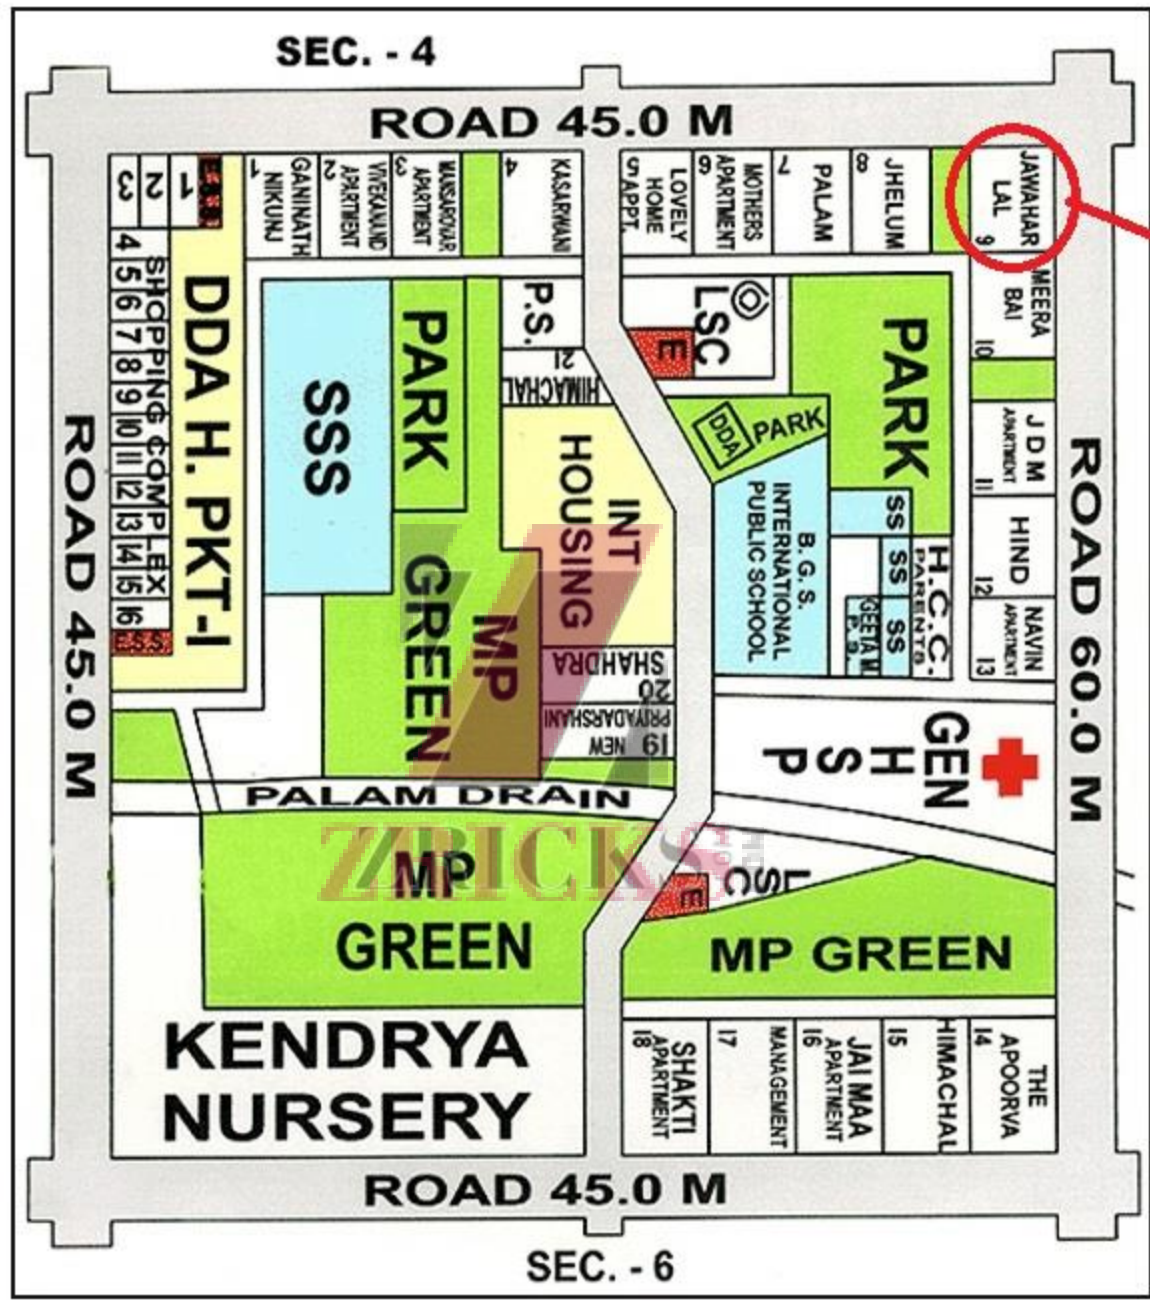 SEC. - 4
ROAD 45.0 M
3
2
1
E.S.S
1
GANINATH
NIKUNJ
2
VIVEKANAND
APARTMENT
3
MANSAROVAR
APARTMENT
4
KASARWANI
LOVELY
HOME
5 APPT.
6
MOTHERS
APARTMENT
7
PALAM
8
JHELUM
JAWAHAR
LAL
9
MEERA
BAI
10
J D M
APARTMENT
11
HIND
12
NAVIN
APARTMENT
13
4
5
6
7
8
9
10
11
12
13
14
15
16
SHOPPING COMPLEX
E.S.S
DDA H. PKT-I
SSS
PARK
P.S.
21
HIMACHAL
INT
HOUSING
LSC
E
PARK
DDA
PARK
B. G. S.
INTERNATIONAL
PUBLIC SCHOOL
SS
SS
SS
GEETA M.
P. S.
H.C.C.
PARENTS
MP
GREEN
SHAHDRA
20
PRIYADARSHANI
NEW 19
ROAD 45.0 M
ROAD 60.0 M
GEN
H
S
P
PALAM DRAIN
ZRICKS
MP
GREEN
LSC
E
MP GREEN
KENDRYA
NURSERY
18
SHAKTI
APARTMENT
17
MANAGEMENT
16
JAI MAA
APARTMENT
15
HIMACHAL
14
THE
APOORVA
ROAD 45.0 M
SEC. - 6